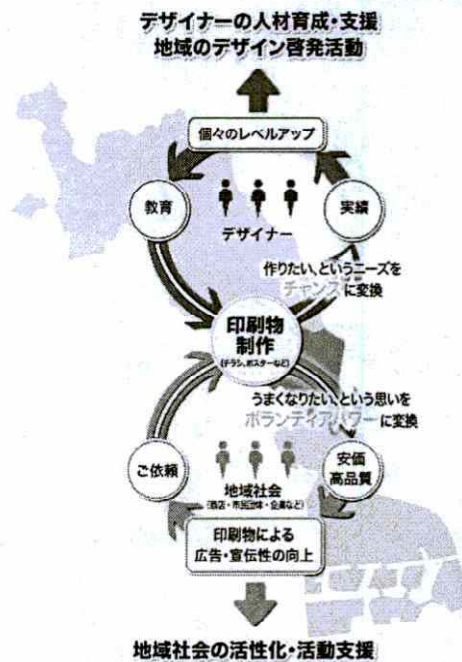 デザイナーの人材育成・支援
地域のデザイン啓発活動
個々のレベルアップ
教育
実績
デザイナー
作りたい、というニーズを
チャンスに変換
印刷物
制作
(チラシ、ポスターなど)
うまくなりたい、という思いを
ボランティアパワーに変換
ご依頼
安価
高品質
地域社会
(商店・市民団体・企業など)
印刷物による
広告・宣伝性の向上
地域社会の活性化・活動支援